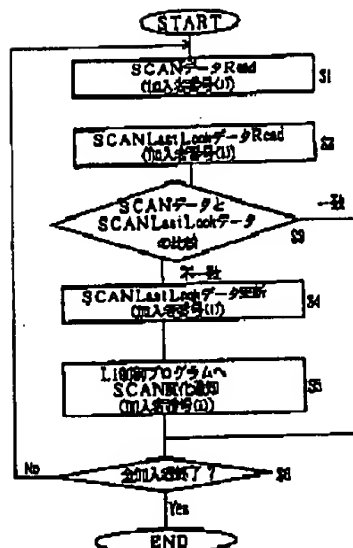 START
SCANデータRead
(加入者番号(i))
S1
SCANLastLookデータRead
(加入者番号(i))
S2
SCANデータと
SCANLastLookデータ
の比較
S3
一致
不一致
SCANLastLookデータ更新
(加入者番号(i))
S4
プログラムへ
SCAN変化通知
(加入者番号(i))
S5
全加入者終了?
S6
No
Yes
END